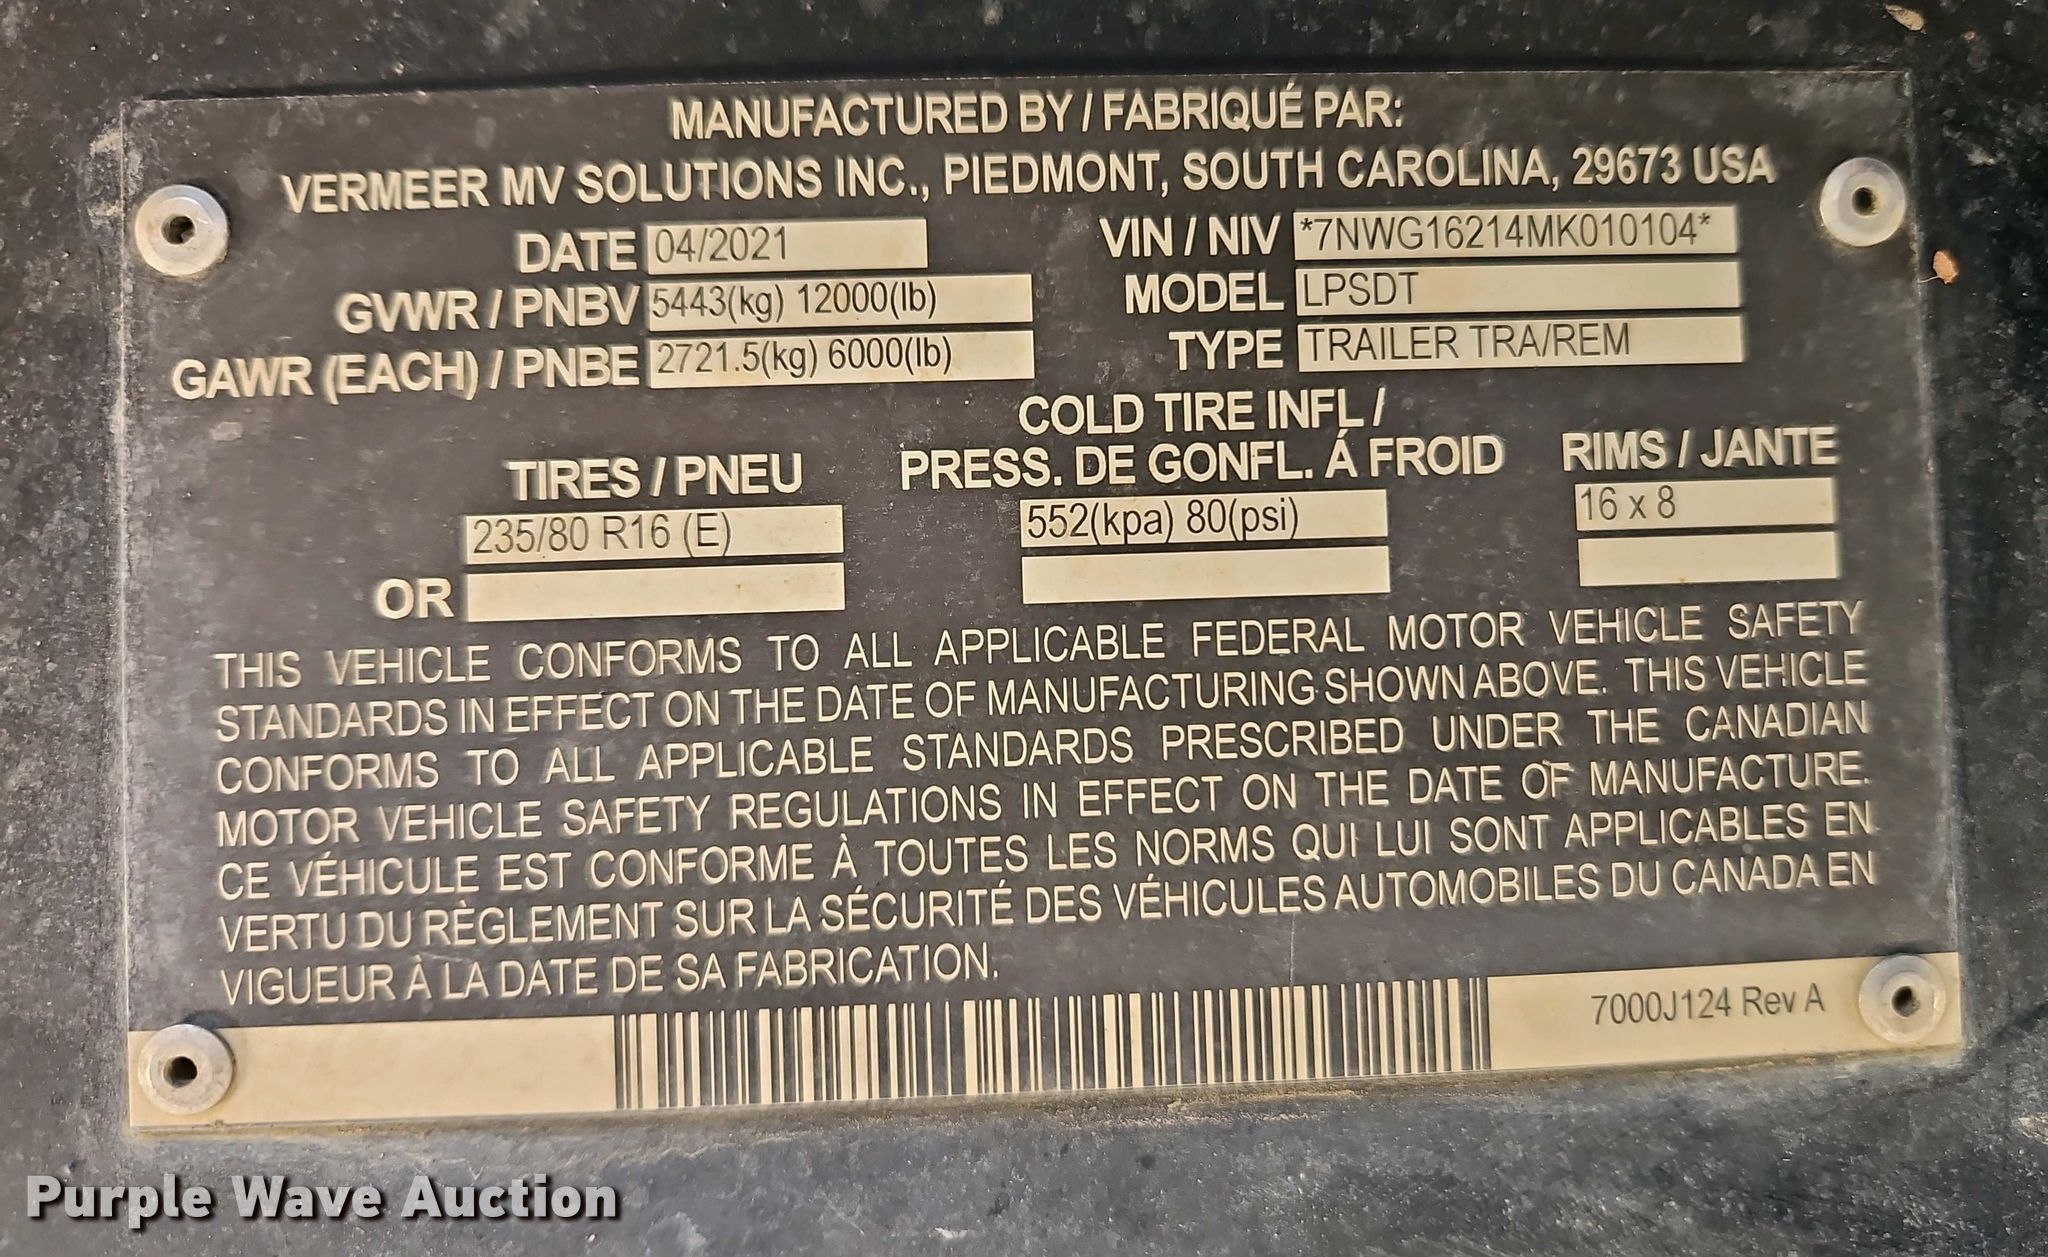 MANUFACTURED BY / FABRIQUÉ PAR:
VERMEER MV SOLUTIONS INC., PIEDMONT, SOUTH CAROLINA, 29673 USA
DATE 04/2021 VIN / NIV *7NWG16214MK010104*
GVWR / PNBV 5443(kg) 12000(lb) MODEL LPSDT
GAWR (EACH) / PNBE 2721.5(kg) 6000(lb) TYPE TRAILER TRA/REM
COLD TIRE INFL /
TIRES / PNEU PRESS. DE GONFL. Á FROID RIMS / JANTE
235/80 R16 (E) 552(kpa) 80(psi) 16 x 8
OR
THIS VEHICLE CONFORMS TO ALL APPLICABLE FEDERAL MOTOR VEHICLE SAFETY
STANDARDS IN EFFECT ON THE DATE OF MANUFACTURING SHOWN ABOVE. THIS VEHICLE
CONFORMS TO ALL APPLICABLE STANDARDS PRESCRIBED UNDER THE CANADIAN
MOTOR VEHICLE SAFETY REGULATIONS IN EFFECT ON THE DATE OF MANUFACTURE.
CE VÉHICULE EST CONFORME À TOUTES LES NORMS QUI LUI SONT APPLICABLES EN
VERTU DU RÈGLEMENT SUR LA SÉCURITÉ DES VÉHICULES AUTOMOBILES DU CANADA EN
VIGUEUR À LA DATE DE SA FABRICATION.
7000J124 Rev A
Purple Wave Auction